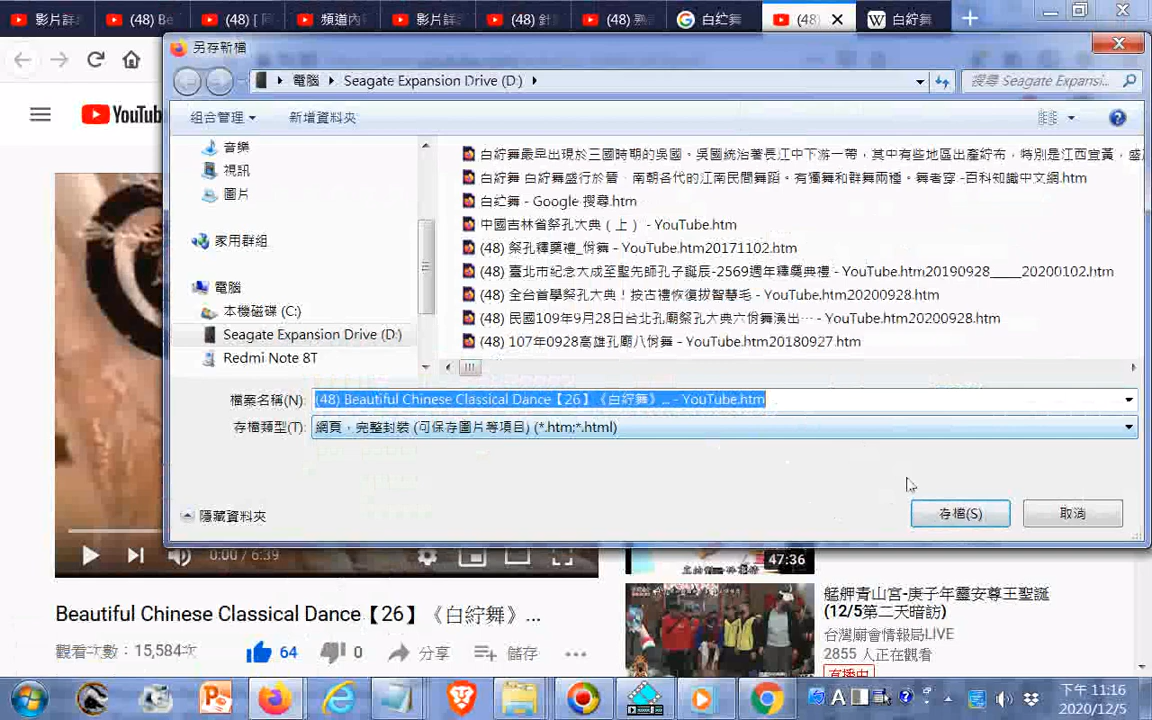 影片詳
(48) Be
(48) [
頻道內
影片詳
(48) 針
(48)
白紵舞
(48)
W 白紵舞
另存新檔
電腦 Seagate Expansion Drive (D:)
搜尋 Seagate Expansi...
組合管理
新增資料夾
YouTube
音樂
視訊
圖片
家用群組
電腦
本機磁碟 (C:)
Seagate Expansion Drive (D:)
Redmi Note 8T
白紵舞最早出現於三國時期的吳國。吳國統治著長江中下游一帶，其中有些地區出產紵布，特別是江西宜黃，盛
白紵舞 白紵舞盛行於晉、南朝各代的江南民間舞蹈。有獨舞和群舞兩種。舞者穿 -百科知識中文網.htm
白紵舞 - Google 搜尋.htm
中國吉林省祭孔大典（上） - YouTube.htm
(48) 祭孔釋奠禮_佾舞 - YouTube.htm20171102.htm
(48) 臺北市紀念大成至聖先師孔子誕辰-2569週年釋奠典禮 - YouTube.htm20190928_____20200102.htm
(48) 全台首學祭孔大典！按古禮恢復拔智慧毛 - YouTube.htm20200928.htm
(48) 民國109年9月28日台北孔廟祭孔大典六佾舞演出… - YouTube.htm20200928.htm
(48) 107年0928高雄孔廟八佾舞 - YouTube.htm20180927.htm
檔案名稱(N): (48) Beautiful Chinese Classical Dance【26】《白紵舞》... - YouTube.htm
存檔類型(T): 網頁，完整封裝 (可保存圖片等項目) (*.htm;*.html)
隱藏資料夾
存檔(S)
取消
0:00 / 6:39
47:36
Beautiful Chinese Classical Dance【26】《白紵舞》...
觀看次數：15,584次
64
0
分享
儲存
艋舺青山宮-庚子年靈安尊王聖誕
(12/5第二天暗訪)
台灣廟會情報局LIVE
2855 人正在觀看
直播中
下午 11:16
2020/12/5